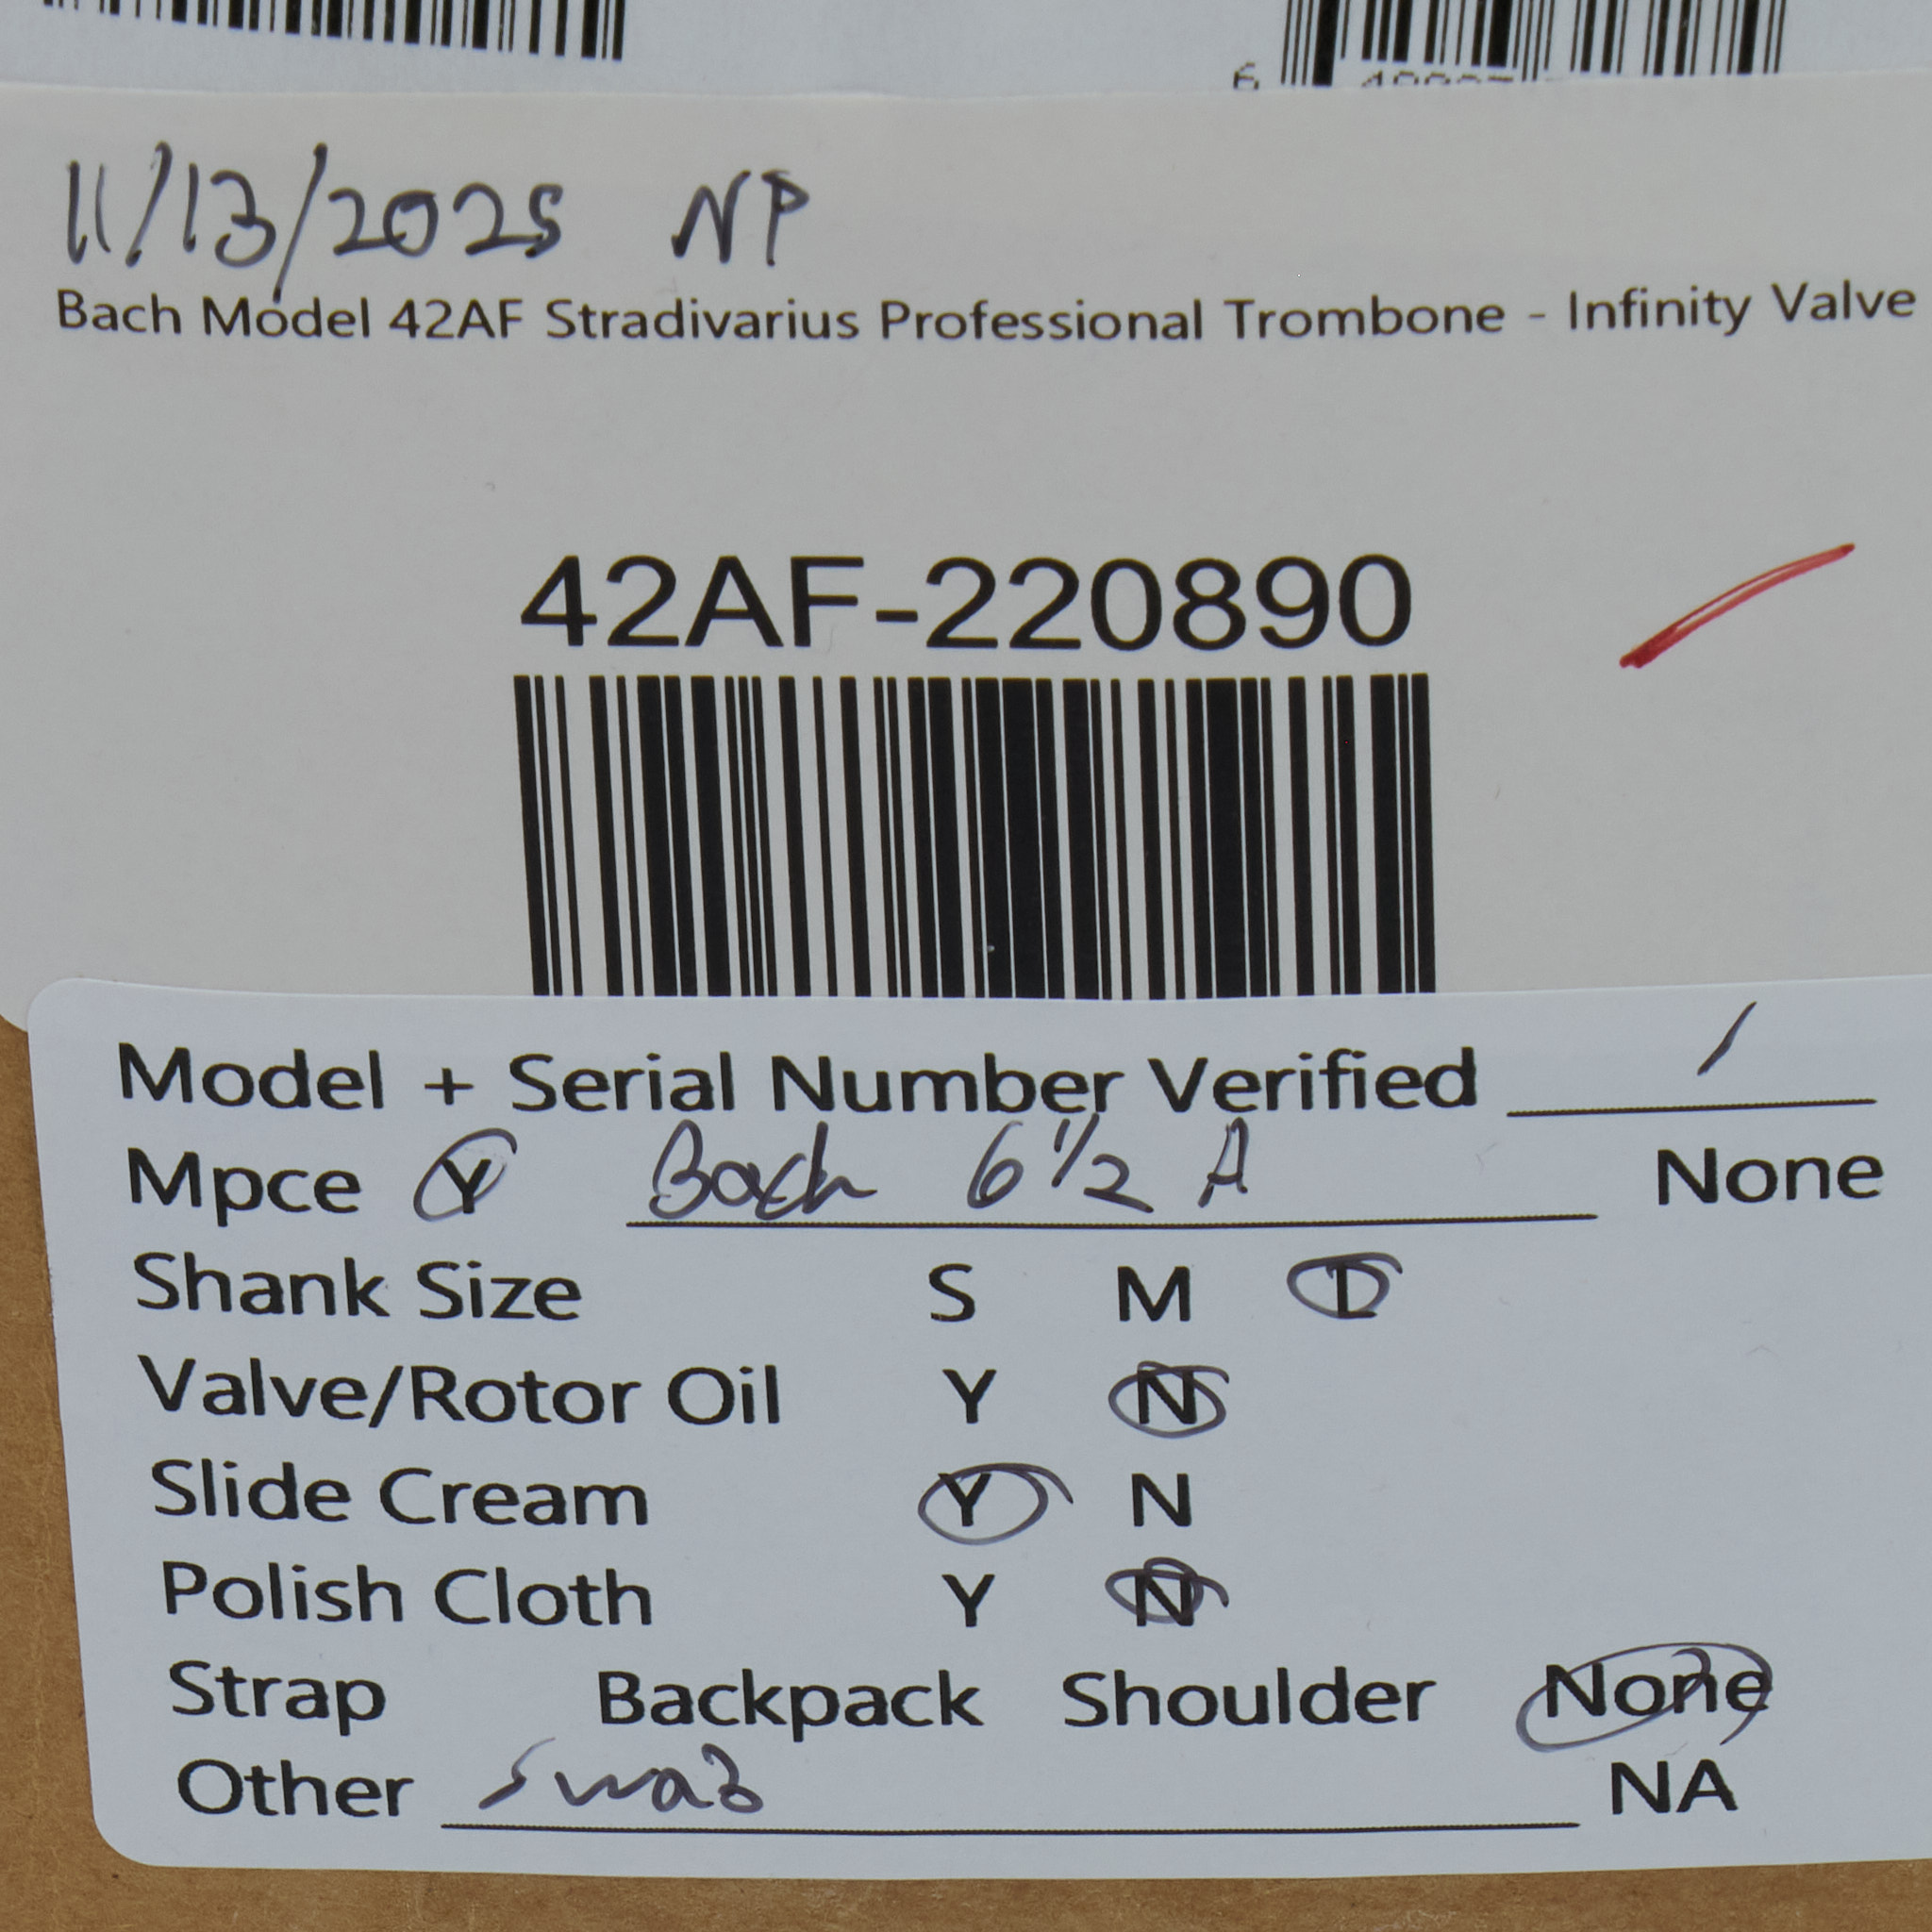 6
11/13/2025 NP
Bach Model 42AF Stradivarius Professional Trombone - Infinity Valve
42AF-220890
Model + Serial Number Verified /
Mpce Y Bach 6 1/2 A None
Shank Size S M L
Valve/Rotor Oil Y N
Slide Cream Y N
Polish Cloth Y N
Strap Backpack Shoulder None
Other Swab NA